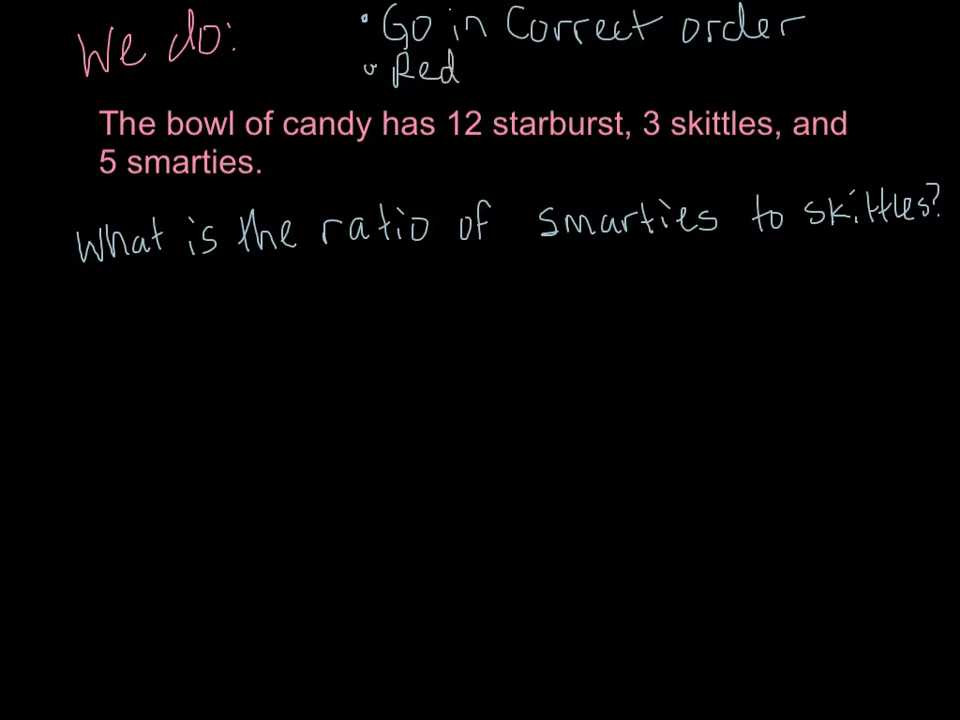 We do:
• Go in Correct order
• Red
The bowl of candy has 12 starburst, 3 skittles, and
5 smarties.
What is the ratio of smarties to skittles?